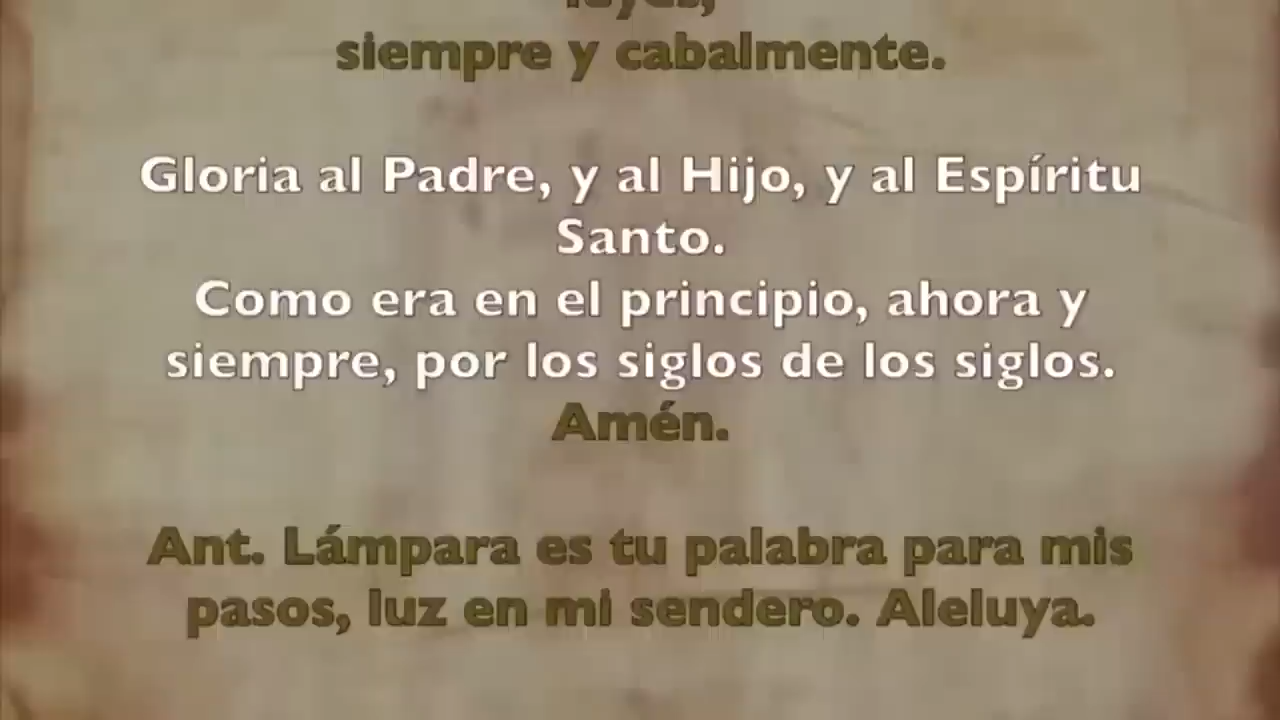 siempre y cabalmente.
Gloria al Padre, y al Hijo, y al Espíritu
Santo.
Como era en el principio, ahora y
siempre, por los siglos de los siglos.
Amén.
Ant. Lámpara es tu palabra para mis
pasos, luz en mi sendero. Aleluya.